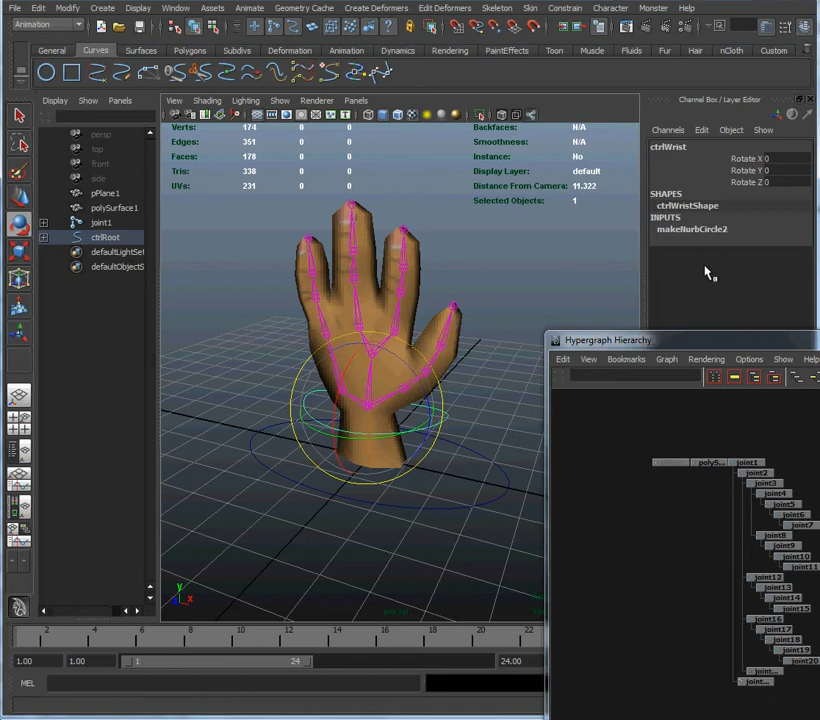 File Edit Modify Create Display Window Assets Animate Geometry Cache Create Deformers Edit Deformers Skeleton Skin Constrain Character Muscle
Animation
General Curves Surfaces Polygons Subdivs Deformation Animation Dynamics Rendering PaintEffects Toon Muscle Fluids Fur Hair nCloth Custom
Display Show Panels
View Shading Lighting Show Renderer Panels
Channel Box / Layer Editor
Channels Edit Object Show
persp
top
front
side
pPlane1
polySurface1
joint1
ctrlRoot
defaultLightSet
defaultObjectS
Verts: 174 0 0
Edges: 351 0 0
Faces: 178 0 0
Tris: 338 0 0
UVs: 231 0 0
Backfaces: N/A
Smoothness: N/A
Instance: No
Display Layer: default
Distance From Camera: 11.322
Selected Objects: 1
ctrlWrist
Rotate X 0
Rotate Y 0
Rotate Z 0
SHAPES
ctrlWristShape
INPUTS
makeNurbCircle2
Hypergraph Hierarchy
Edit View Bookmarks Graph Rendering Options Show Help
polyS... joint1
joint2
joint3
joint4
joint5
joint6
joint7
joint8
joint9
joint10
joint11
joint12
joint13
joint14
joint15
joint16
joint17
joint18
joint19
joint20
joint...
joint...
y
x
z
persp
2 4 6 8 10 12 14 16 18 20 22
1.00 1.00 1 24 24.00
MEL